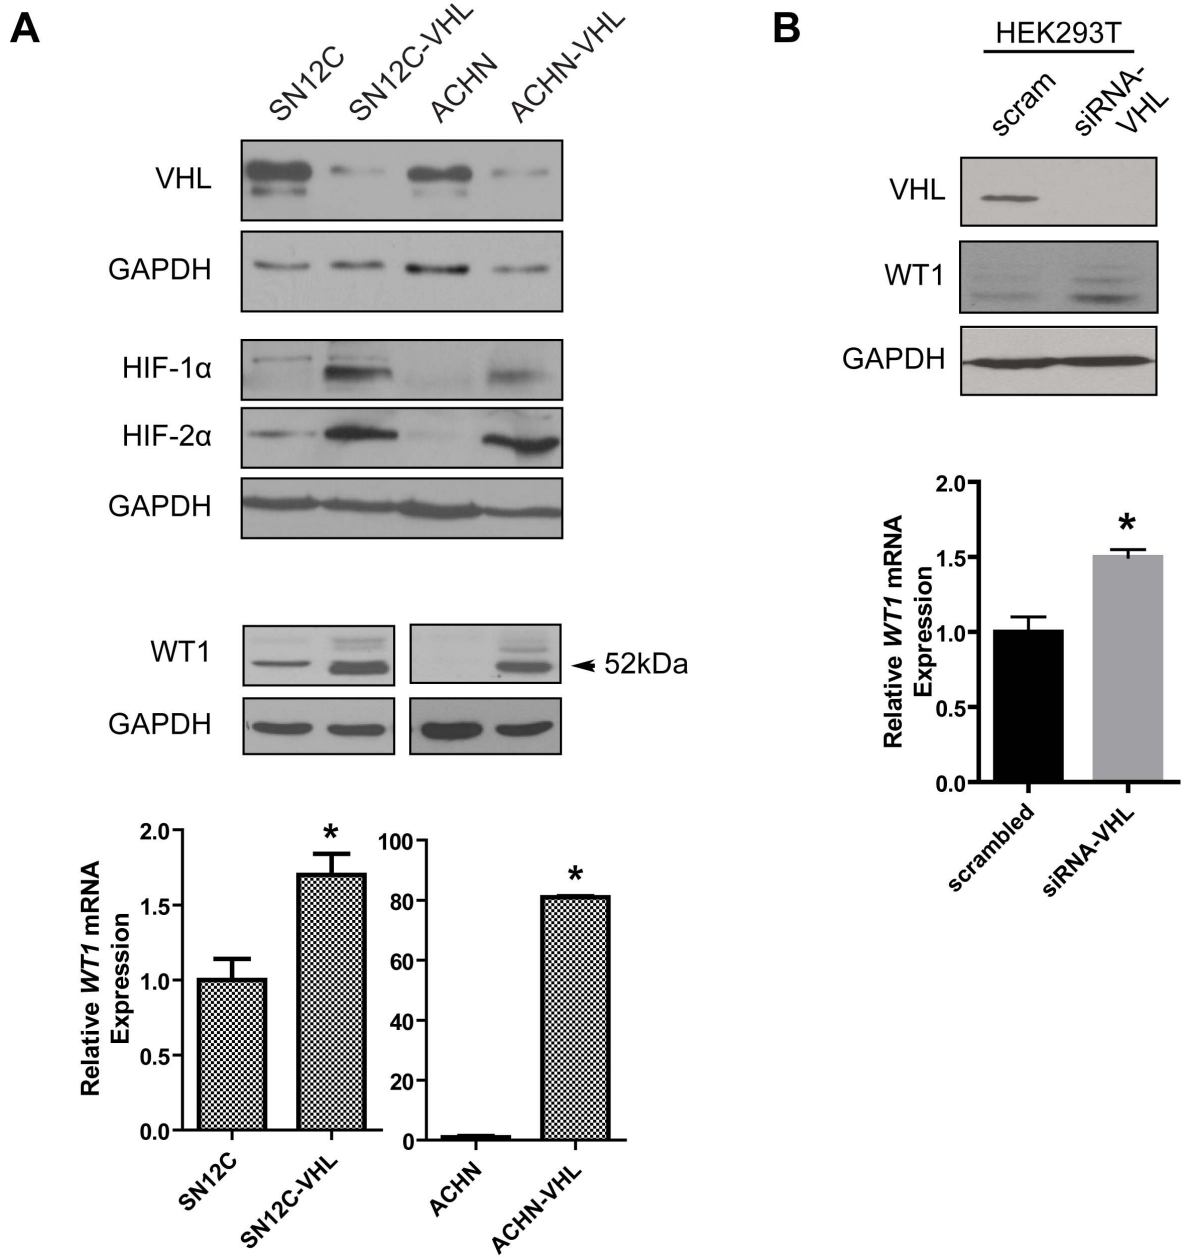 A
SN12C
SN12C-VHL
ACHN
ACHN-VHL
VHL
GAPDH
HIF-1α
HIF-2α
GAPDH
WT1
52kDa
GAPDH
Relative WT1 mRNA
Expression
2.0
1.5
1.0
0.5
0.0
*
SN12C
SN12C-VHL
100
80
60
40
20
0
*
ACHN
ACHN-VHL
B
HEK293T
scram
siRNA-
VHL
VHL
WT1
GAPDH
Relative WT1 mRNA
Expression
2.0
1.5
1.0
0.5
0.0
*
scrambled
siRNA-VHL